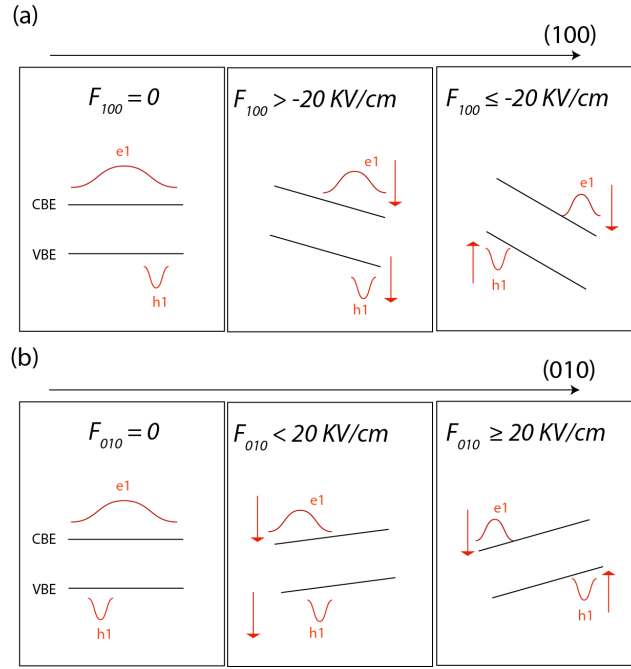 (a)
(100)
F100 = 0
F100 > -20 KV/cm
F100 ≤ -20 KV/cm
e1
e1
e1
CBE
VBE
h1
h1
h1
(b)
(010)
F010 = 0
F010 < 20 KV/cm
F010 ≥ 20 KV/cm
e1
e1
e1
CBE
VBE
h1
h1
h1